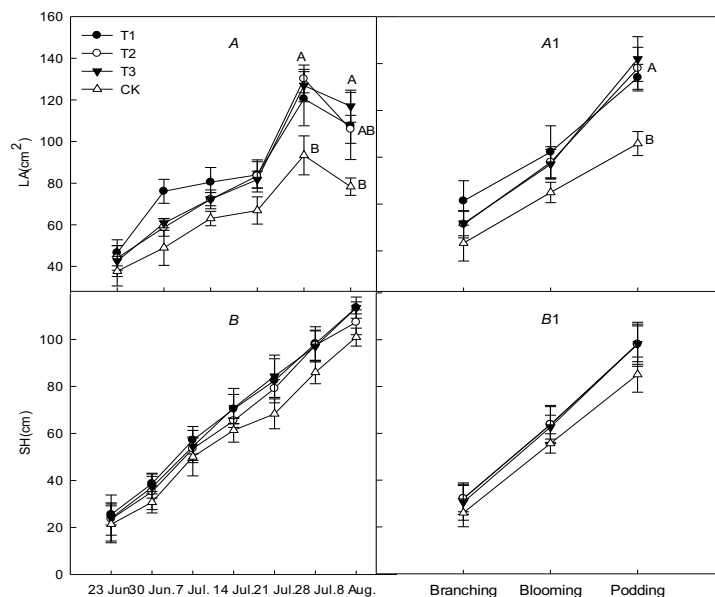 160
140
120
100
80
60
40
LA(cm2)
T1
T2
T3
CK
A
A
A
AB
B
B
A1
A
B
100
80
60
40
20
0
SH(cm)
B
B1
23 Jun. 30 Jun. 7 Jul. 14 Jul. 21 Jul. 28 Jul. 8 Aug.
Branching Blooming Podding